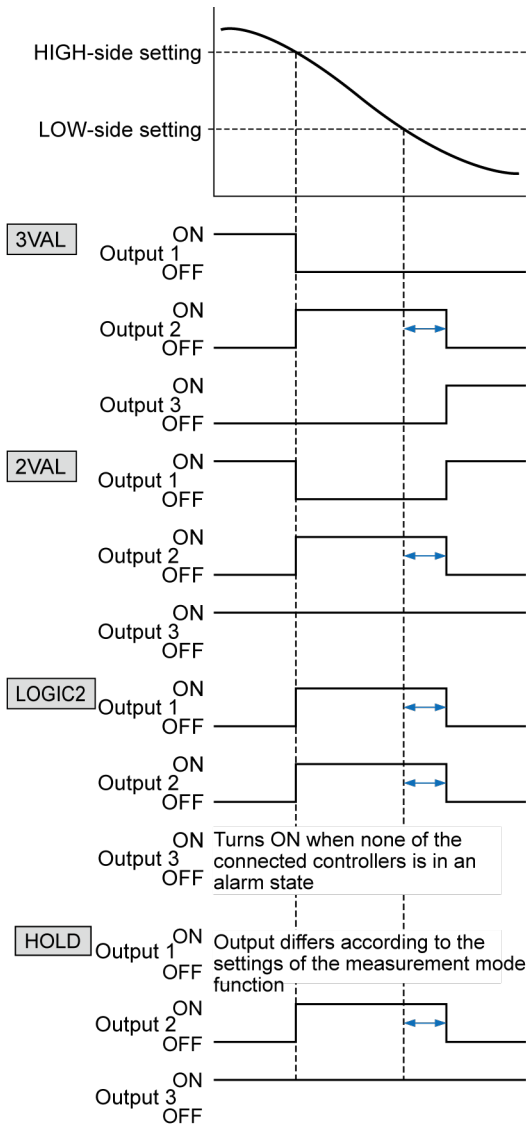 HIGH-side setting
LOW-side setting
3VAL
ON
Output 1
OFF
ON
Output 2
OFF
ON
Output 3
OFF
2VAL
ON
Output 1
OFF
ON
Output 2
OFF
ON
Output 3
OFF
LOGIC2
ON
Output 1
OFF
ON
Output 2
OFF
ON
Output 3
OFF
Turns ON when none of the
connected controllers is in an
alarm state
HOLD
ON
Output 1
OFF
Output differs according to the
settings of the measurement mode
function
ON
Output 2
OFF
ON
Output 3
OFF